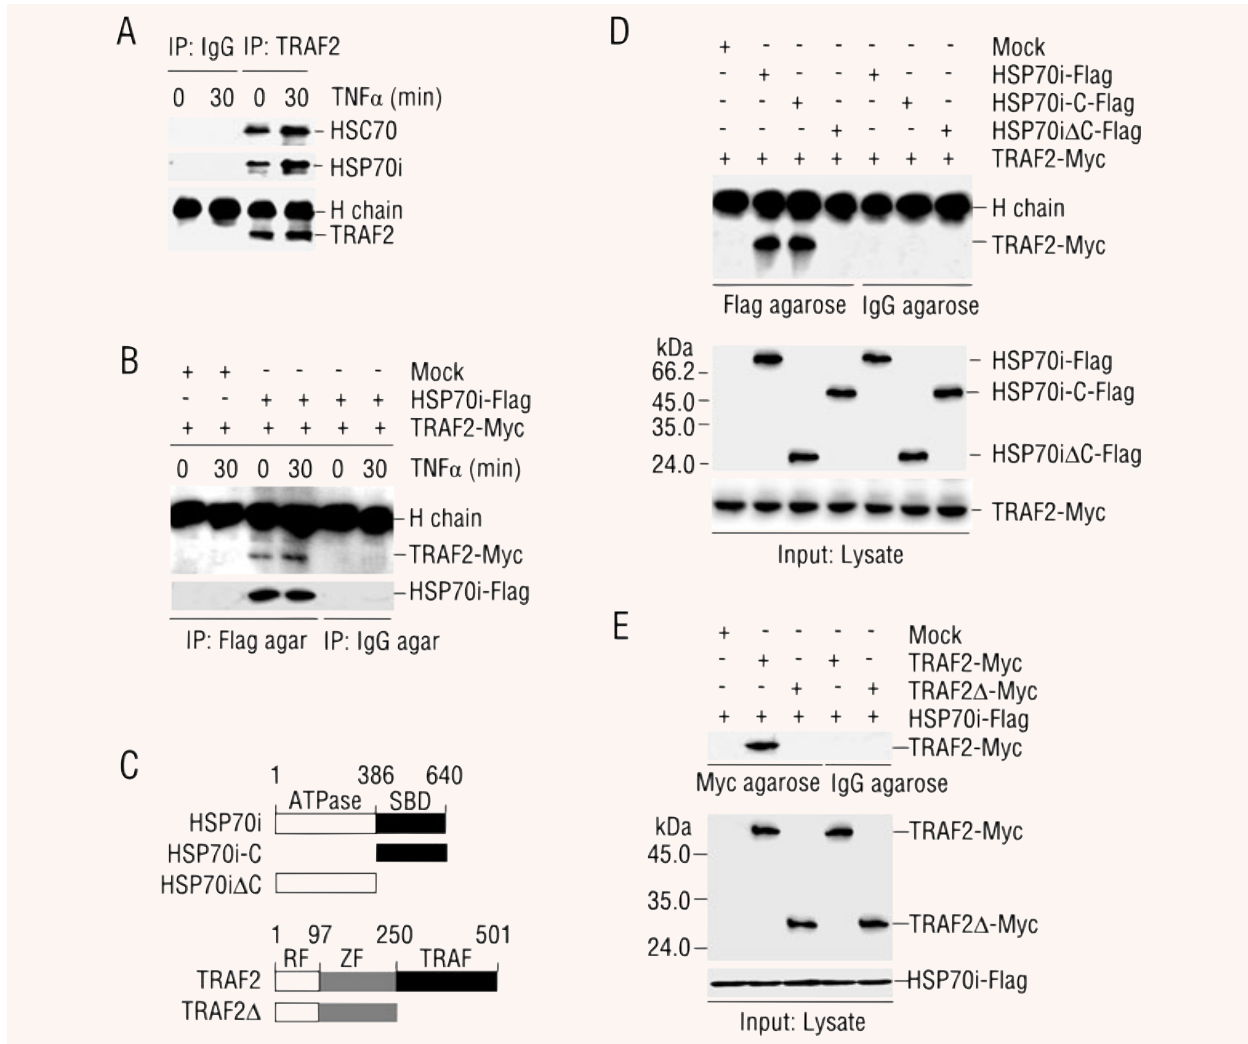 A
IP: IgG IP: TRAF2
0 30 0 30 TNFα (min)
HSC70
HSP70i
H chain
TRAF2
B
+ + - - - - Mock
- - + + + + HSP70i-Flag
+ + + + + + TRAF2-Myc
0 30 0 30 0 30 TNFα (min)
H chain
TRAF2-Myc
HSP70i-Flag
IP: Flag agar IP: IgG agar
C
1 386 640
ATPase SBD
HSP70i
HSP70i-C
HSP70iΔC
1 97 250 501
RF ZF TRAF
TRAF2
TRAF2Δ
D
+ - - - - - - Mock
- + - - + - - HSP70i-Flag
- - + - - + - HSP70i-C-Flag
- - - + - - + HSP70iΔC-Flag
+ + + + + + + TRAF2-Myc
H chain
TRAF2-Myc
Flag agarose IgG agarose
kDa
66.2
45.0
35.0
24.0
HSP70i-Flag
HSP70i-C-Flag
HSP70iΔC-Flag
TRAF2-Myc
Input: Lysate
E
+ - - - - Mock
- + - + - TRAF2-Myc
- - + - + TRAF2Δ-Myc
+ + + + + HSP70i-Flag
TRAF2-Myc
Myc agarose IgG agarose
kDa
45.0
35.0
24.0
TRAF2-Myc
TRAF2Δ-Myc
HSP70i-Flag
Input: Lysate